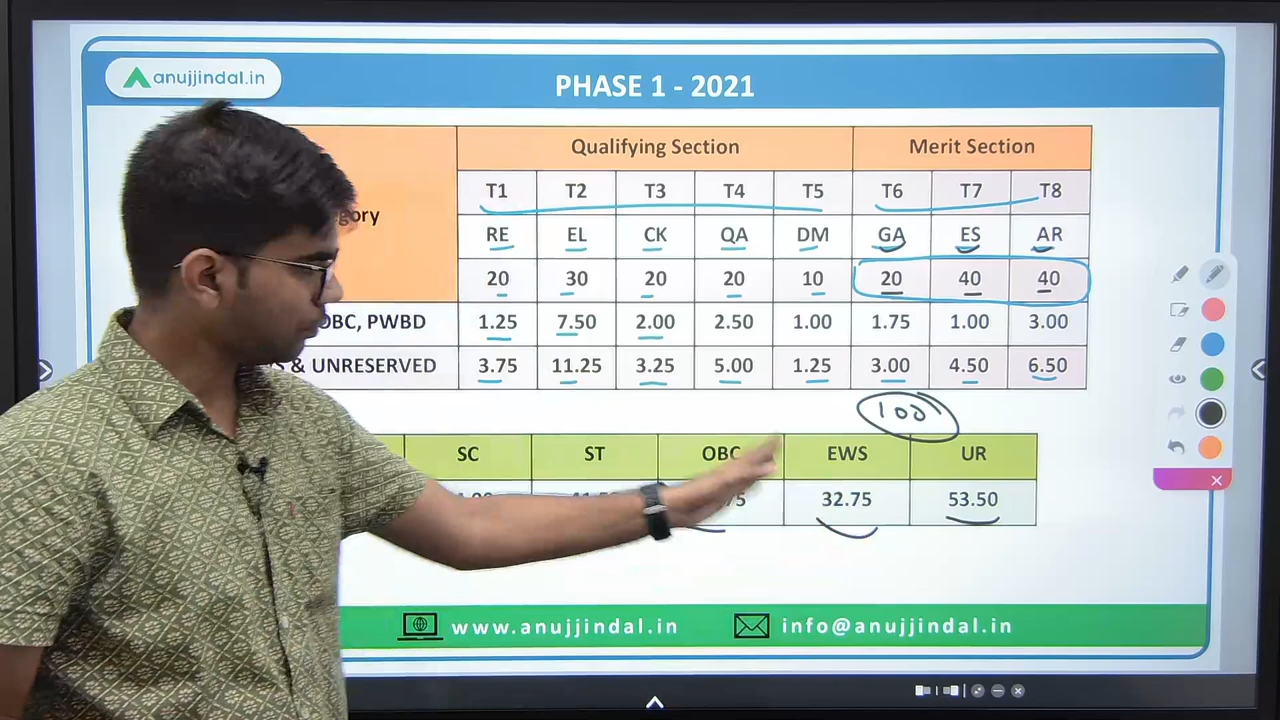 anujjindal.in
PHASE 1 - 2021
Qualifying Section Merit Section
T1 T2 T3 T4 T5 T6 T7 T8
RE EL CK QA DM GA ES AR
20 30 20 20 10 20 40 40
OBC, PWBD 1.25 7.50 2.00 2.50 1.00 1.75 1.00 3.00
& UNRESERVED 3.75 11.25 3.25 5.00 1.25 3.00 4.50 6.50
100
SC ST OBC EWS UR
32.75 53.50
www.anujjindal.in info@anujjindal.in